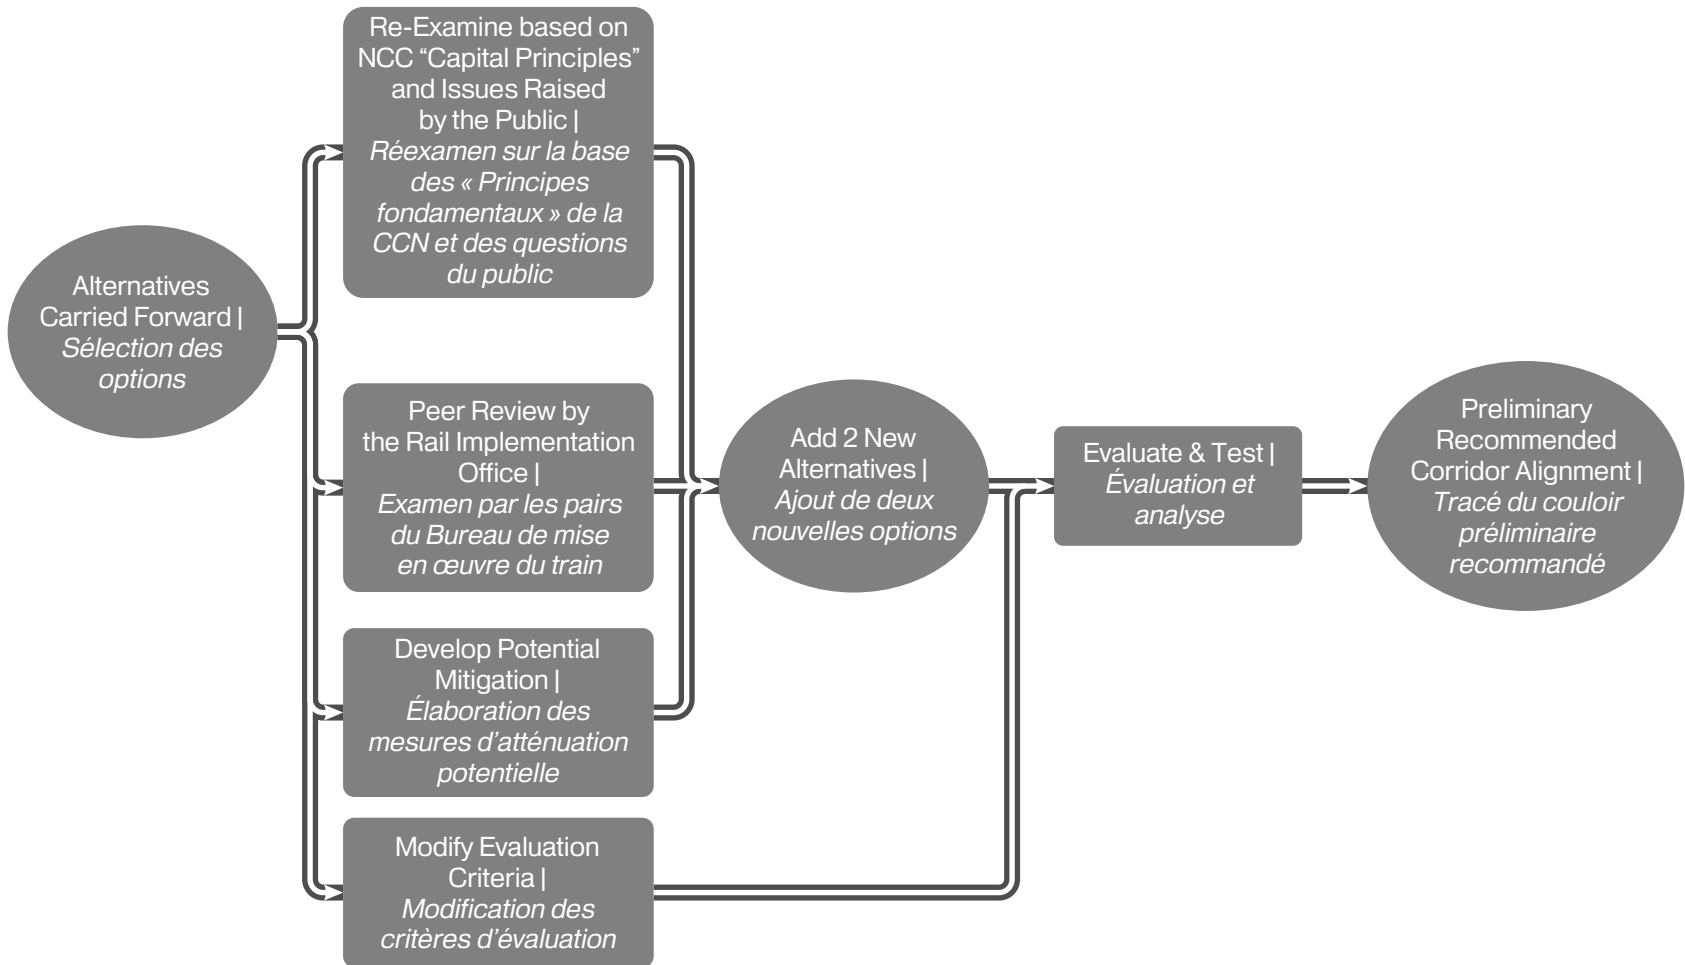 Alternatives
Carried Forward |
Sélection des
options
Re-Examine based on
NCC “Capital Principles”
and Issues Raised
by the Public |
Réexamen sur la base
des « Principes
fondamentaux » de la
CCN et des questions
du public
Peer Review by
the Rail Implementation
Office |
Examen par les pairs
du Bureau de mise
en œuvre du train
Develop Potential
Mitigation |
Élaboration des
mesures d’atténuation
potentielle
Modify Evaluation
Criteria |
Modification des
critères d’évaluation
Add 2 New
Alternatives |
Ajout de deux
nouvelles options
Evaluate & Test |
Évaluation et
analyse
Preliminary
Recommended
Corridor Alignment |
Tracé du couloir
préliminaire
recommandé